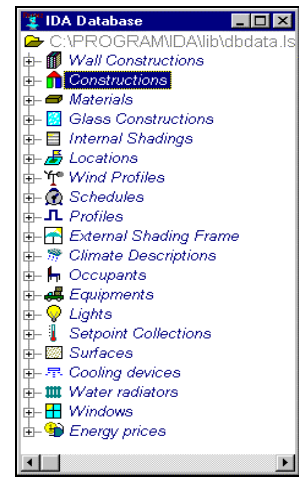 IDA Database
C:\PROGRAM\IDA\lib\dbdata.ls
Wall Constructions
Constructions
Materials
Glass Constructions
Internal Shadings
Locations
Wind Profiles
Schedules
Profiles
External Shading Frame
Climate Descriptions
Occupants
Equipments
Lights
Setpoint Collections
Surfaces
Cooling devices
Water radiators
Windows
Energy prices